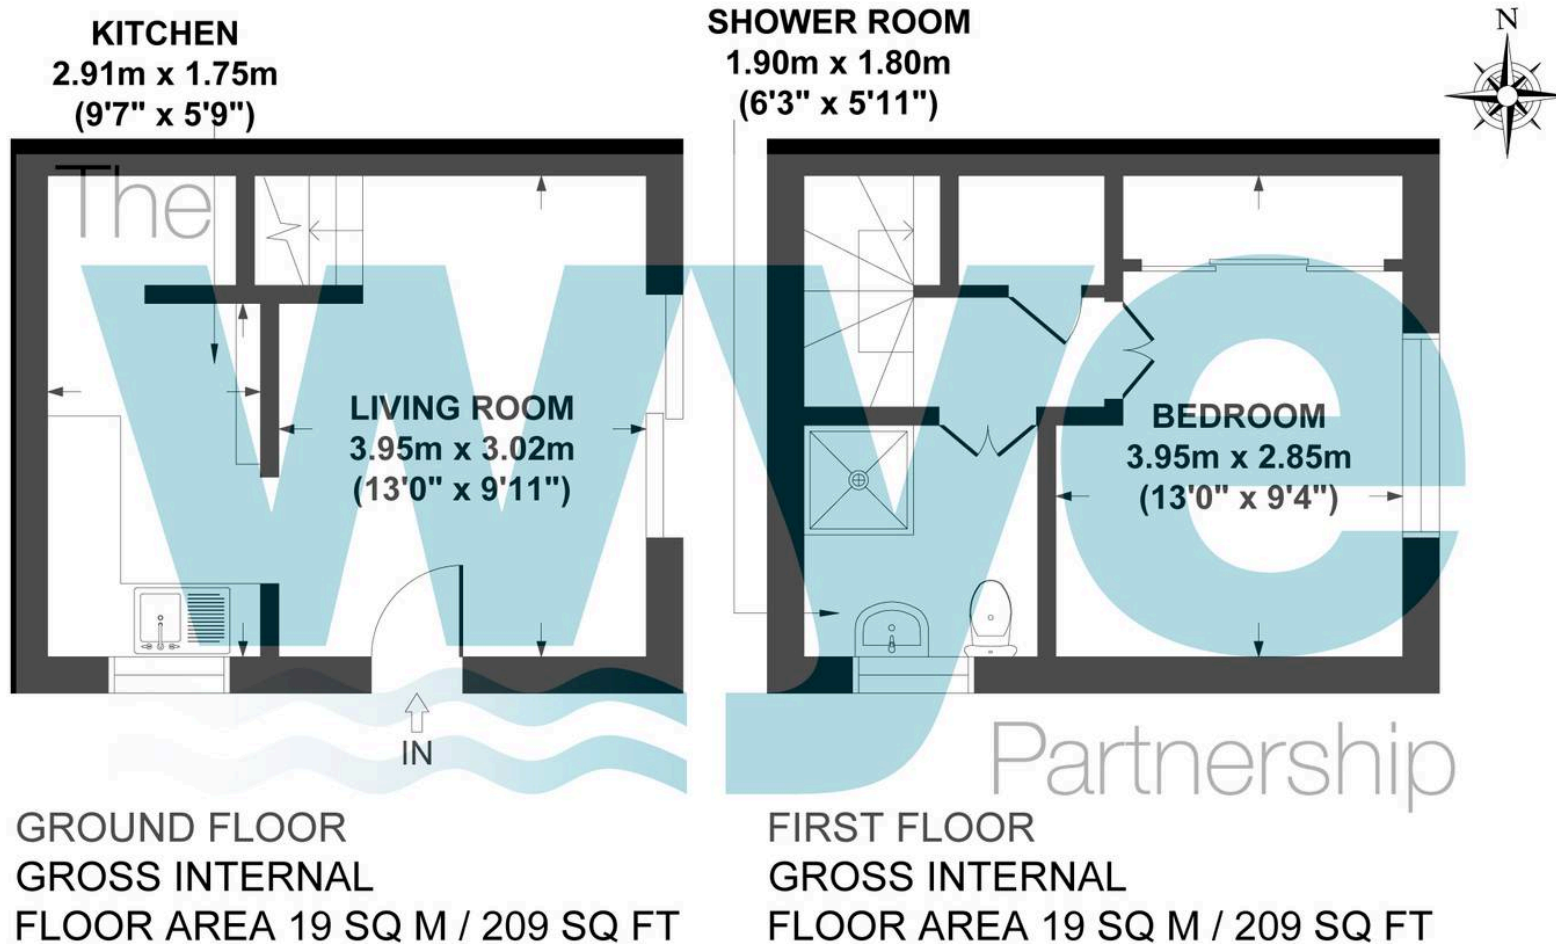 KITCHEN
2.91m x 1.75m
(9'7" x 5'9")
SHOWER ROOM
1.90m x 1.80m
(6'3" x 5'11")
N
The
wye
LIVING ROOM
3.95m x 3.02m
(13'0" x 9'11")
BEDROOM
3.95m x 2.85m
(13'0" x 9'4")
IN
Partnership
GROUND FLOOR
GROSS INTERNAL
FLOOR AREA 19 SQ M / 209 SQ FT
FIRST FLOOR
GROSS INTERNAL
FLOOR AREA 19 SQ M / 209 SQ FT